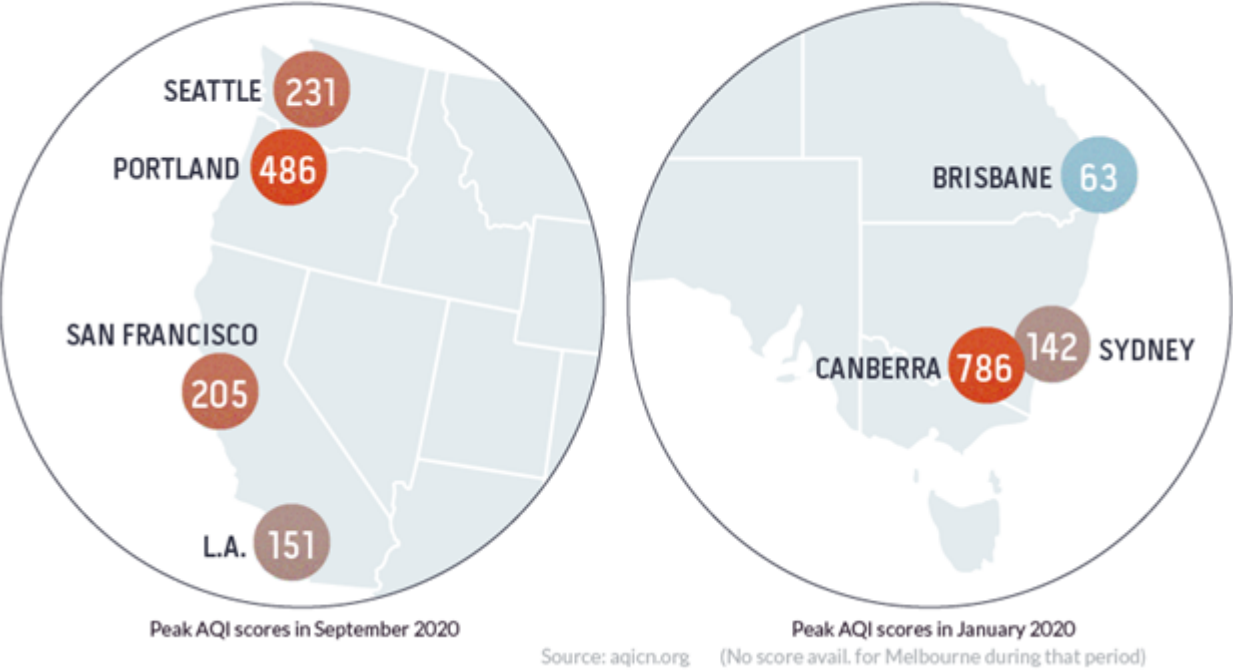 SEATTLE 231
PORTLAND 486
SAN FRANCISCO
205
L.A. 151
Peak AQI scores in September 2020
BRISBANE 63
CANBERRA 786 142 SYDNEY
Peak AQI scores in January 2020
Source: aqicn.org (No score avail. for Melbourne during that period)